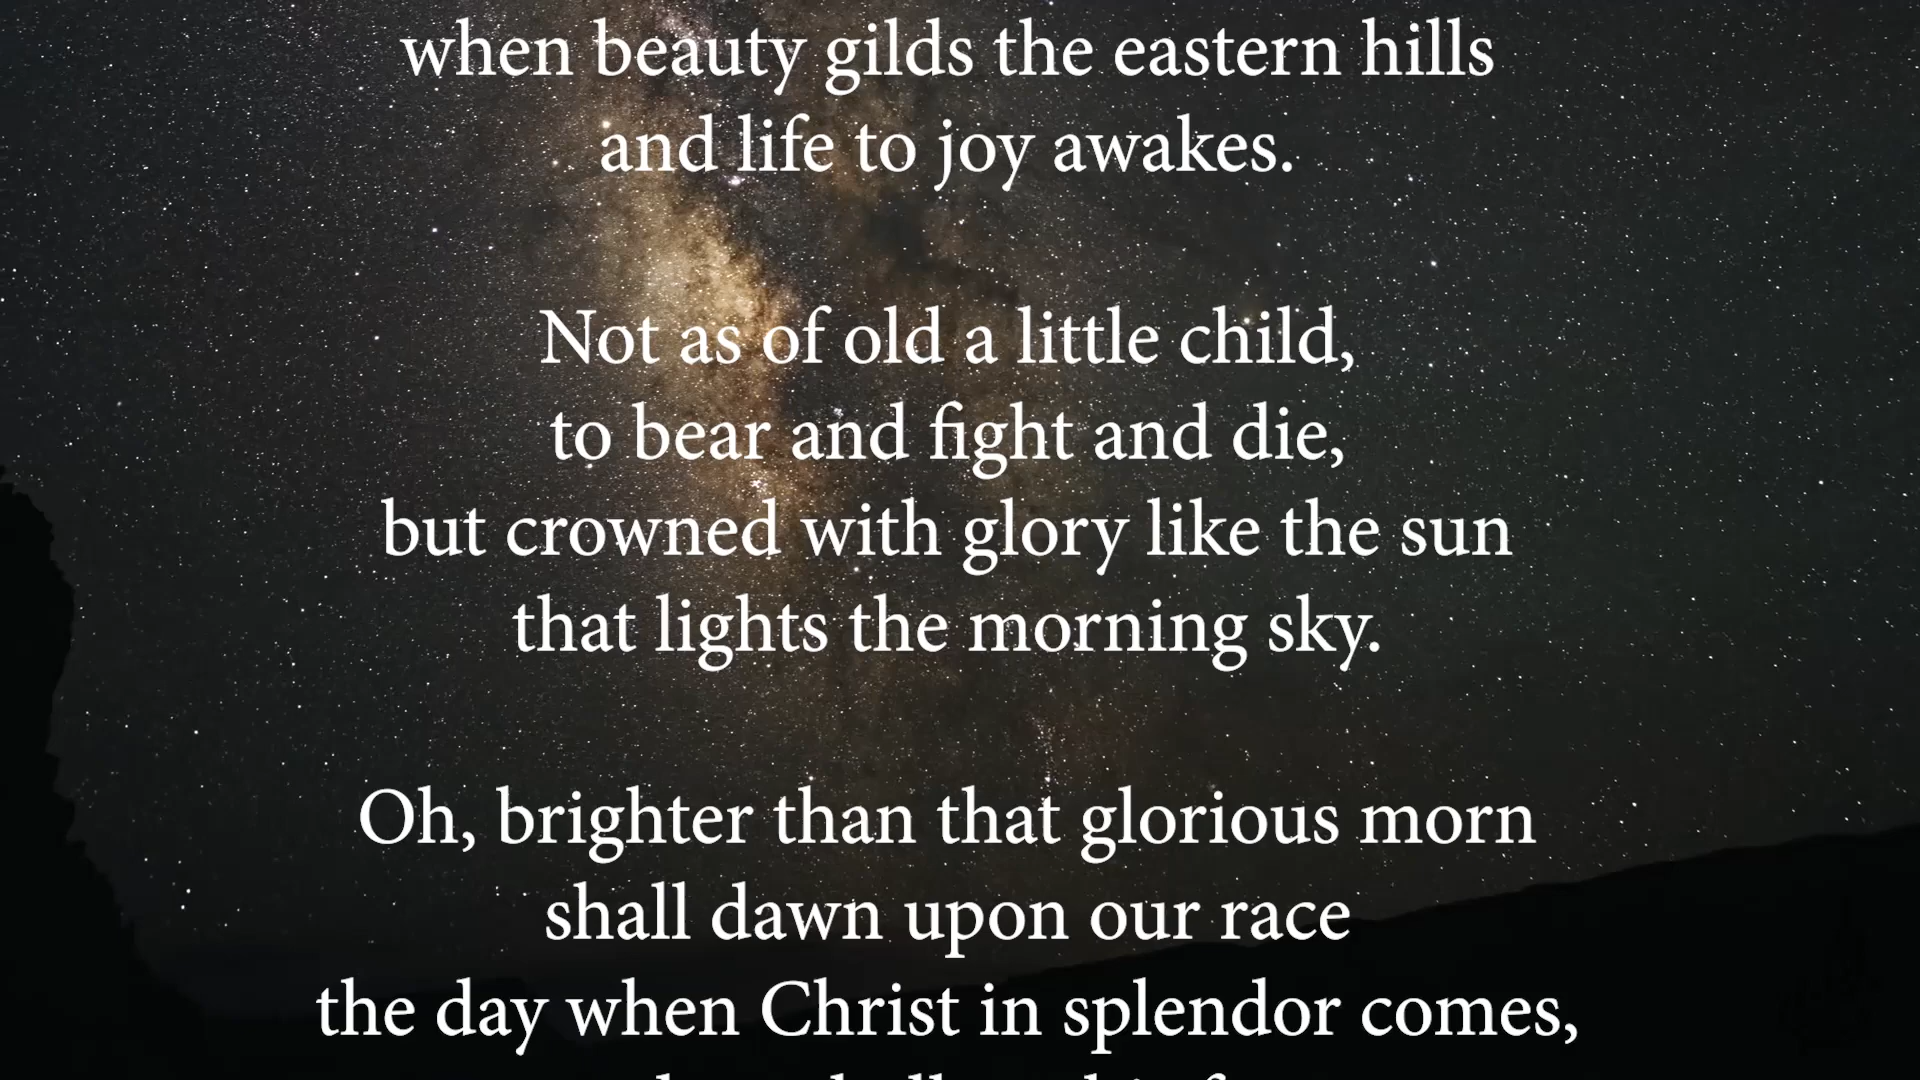 when beauty gilds the eastern hills
and life to joy awakes.
Not as of old a little child,
to bear and fight and die,
but crowned with glory like the sun
that lights the morning sky.
Oh, brighter than that glorious morn
shall dawn upon our race
the day when Christ in splendor comes,